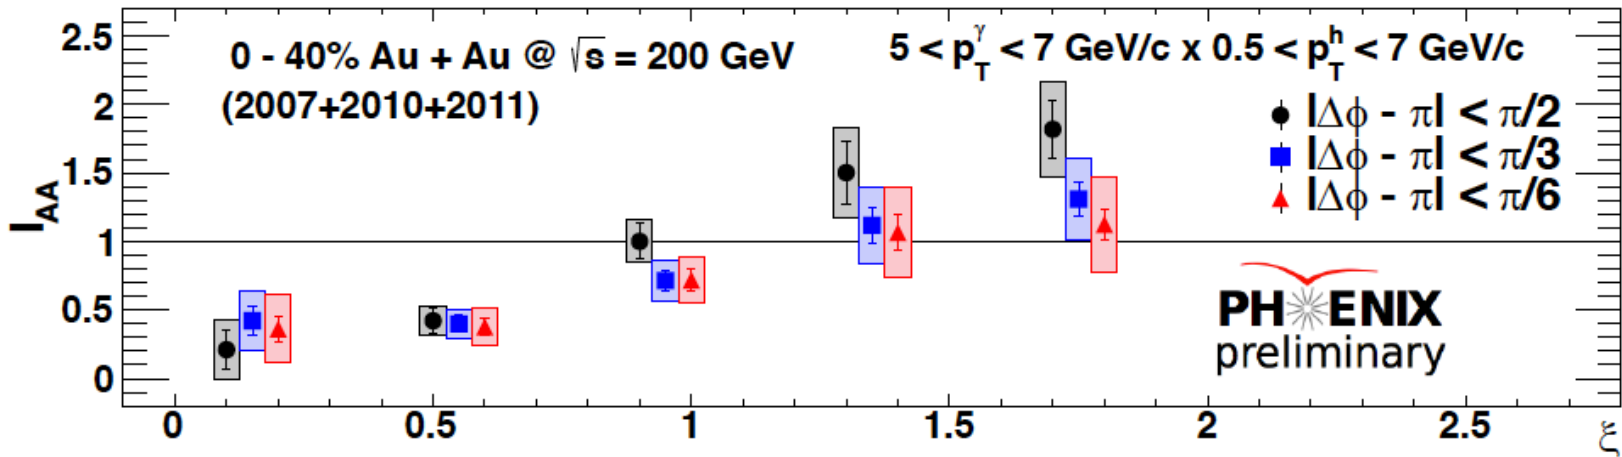 0 - 40% Au + Au @ √s = 200 GeV
(2007+2010+2011)
5 < p_T^γ < 7 GeV/c x 0.5 < p_T^h < 7 GeV/c
|Δϕ - π| < π/2
|Δϕ - π| < π/3
|Δϕ - π| < π/6
I_AA
2.5
2
1.5
1
0.5
0
PHENIX
preliminary
0 0.5 1 1.5 2 2.5 ξ